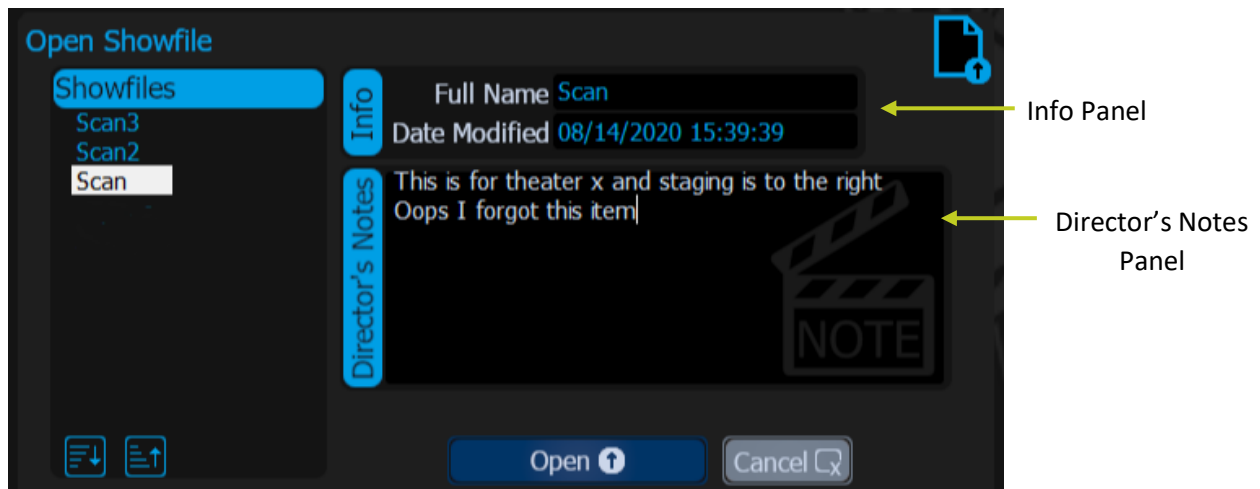 Open Showfile
Showfiles
Scan3
Scan2
Scan
Info
Full Name Scan
Date Modified 08/14/2020 15:39:39
Info Panel
Director's Notes
This is for theater x and staging is to the right
Oops I forgot this item
NOTE
Director’s Notes
Panel
Open
Cancel